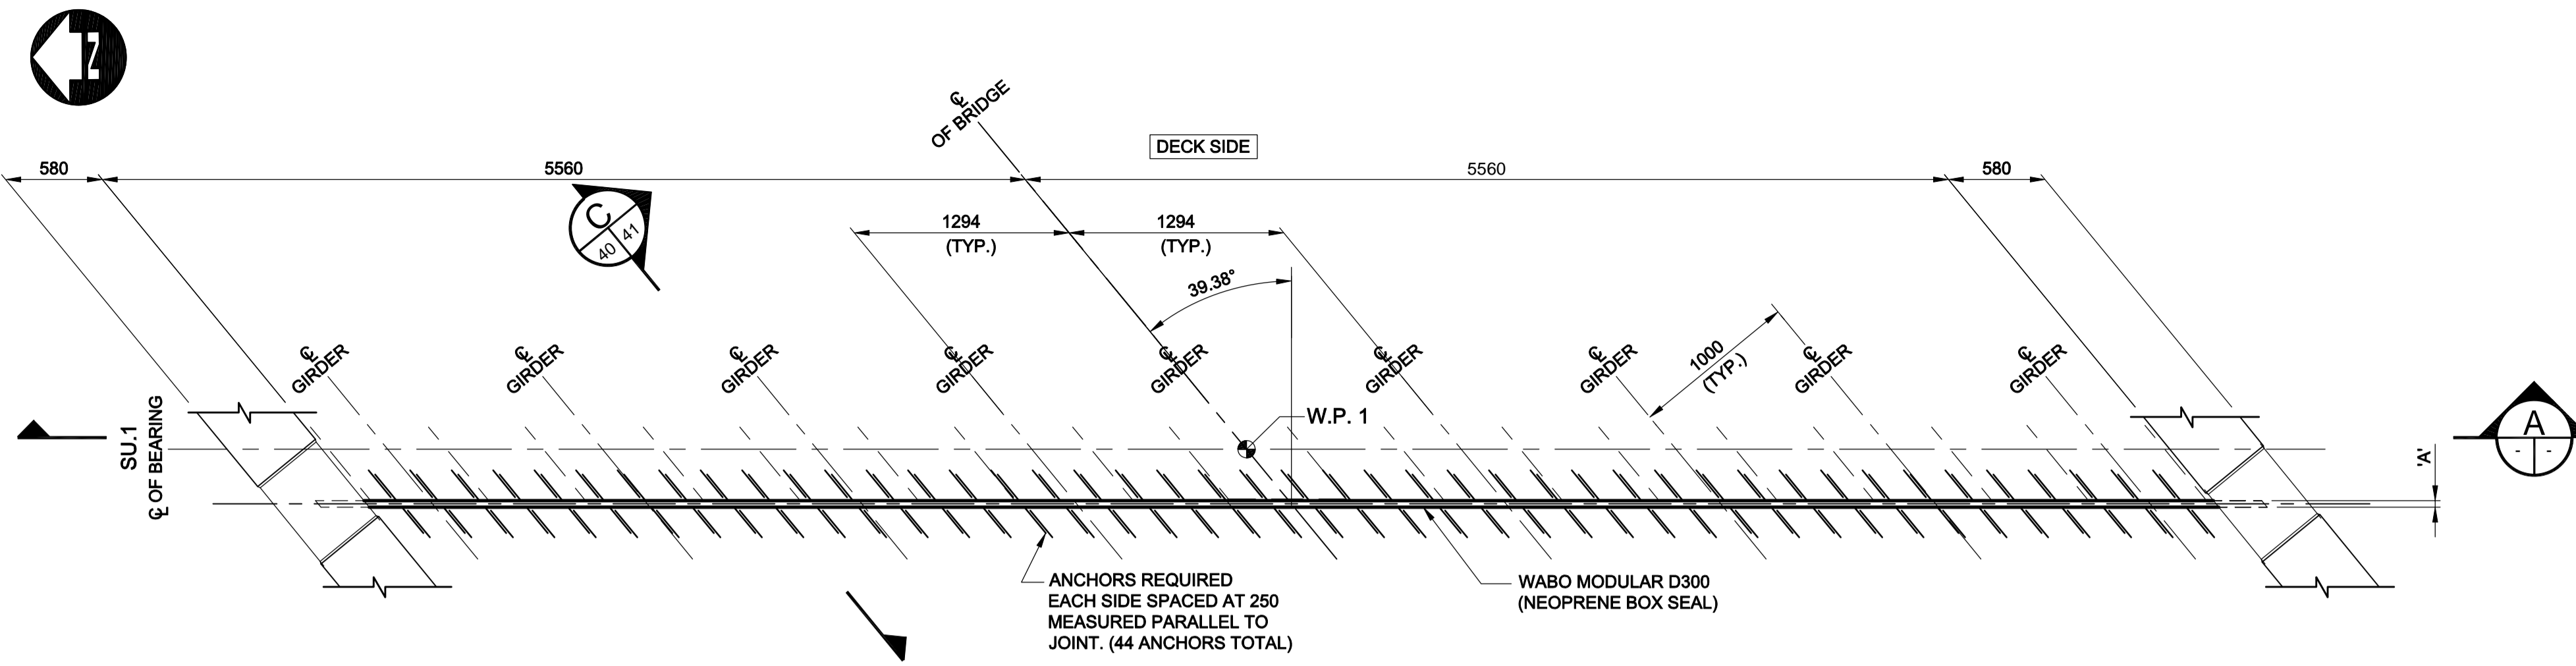 N
℄
OF BRIDGE
DECK SIDE
580
5560
5560
580
1294
(TYP.)
1294
(TYP.)
C
40
41
39.38°
℄
GIRDER
℄
GIRDER
℄
GIRDER
℄
GIRDER
℄
GIRDER
℄
GIRDER
℄
GIRDER
1000
(TYP.)
℄
GIRDER
℄
GIRDER
SU.1
℄ OF BEARING
W.P. 1
'A'
A
- -
ANCHORS REQUIRED
EACH SIDE SPACED AT 250
MEASURED PARALLEL TO
JOINT. (44 ANCHORS TOTAL)
WABO MODULAR D300
(NEOPRENE BOX SEAL)